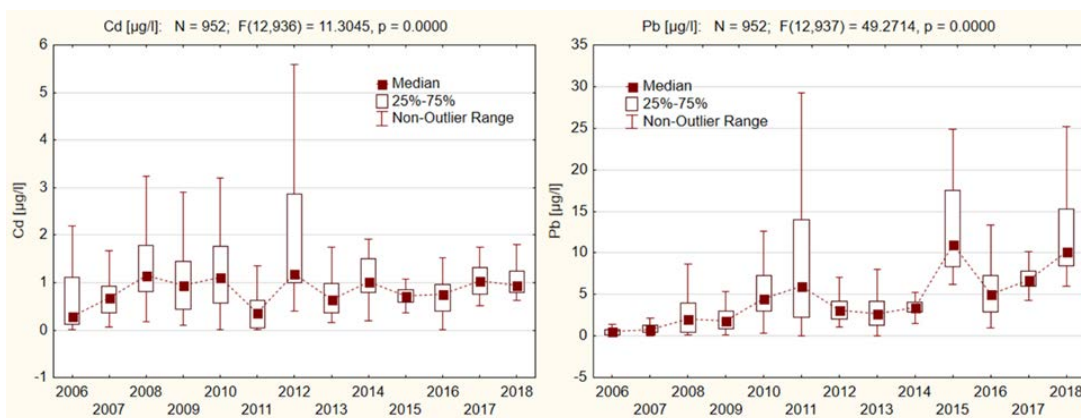 Cd [µg/l]: N = 952; F(12,936) = 11.3045, p = 0.0000
6
5
4
3
2
1
0
-1
Cd [µg/l]
Median
25%-75%
Non-Outlier Range
2006 2008 2010 2012 2014 2016 2018
2007 2009 2011 2013 2015 2017
Pb [µg/l]: N = 952; F(12,937) = 49.2714, p = 0.0000
35
30
25
20
15
10
5
0
-5
Pb [µg/l]
Median
25%-75%
Non-Outlier Range
2006 2008 2010 2012 2014 2016 2018
2007 2009 2011 2013 2015 2017